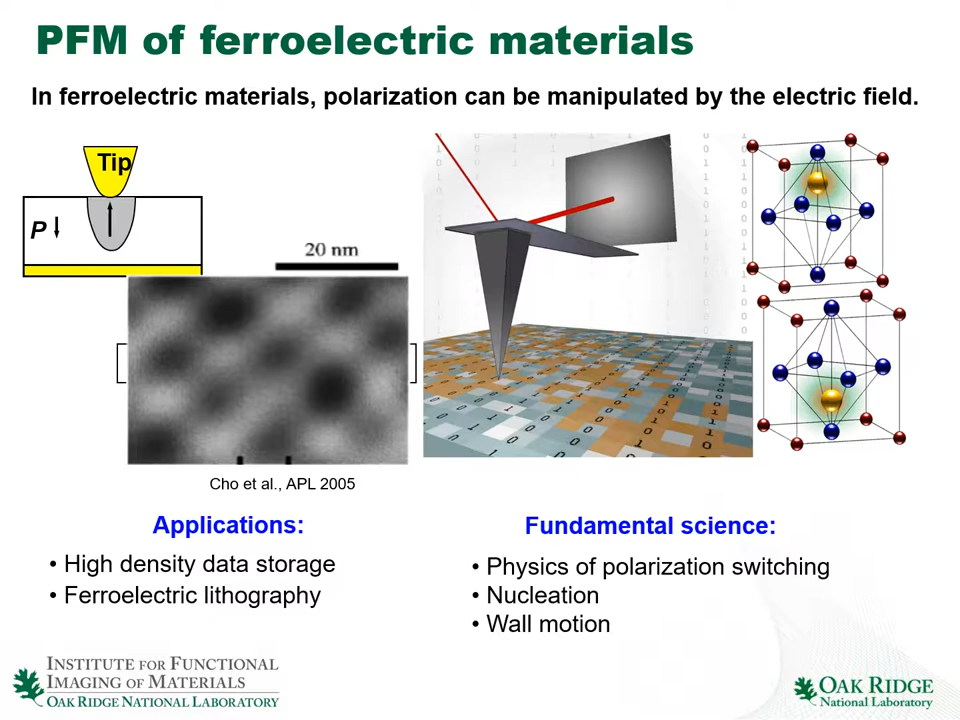 PFM of ferroelectric materials
In ferroelectric materials, polarization can be manipulated by the electric field.
Tip
P
20 nm
Cho et al., APL 2005
Applications:
• High density data storage
• Ferroelectric lithography
Fundamental science:
• Physics of polarization switching
• Nucleation
• Wall motion
INSTITUTE FOR FUNCTIONAL
IMAGING OF MATERIALS
OAK RIDGE NATIONAL LABORATORY
OAK RIDGE
National Laboratory